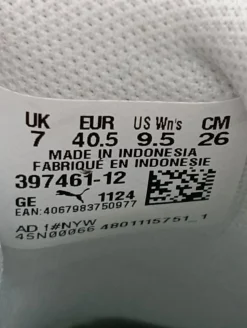 UK EUR US Wn's CM
7 40.5 9.5 26
MADE IN INDONESIA
FABRIQUÉ EN INDONÉSIE
397461-12
GE 1124
EAN:4067983750977
AD 1#NYW
45N00066 4801115751_1